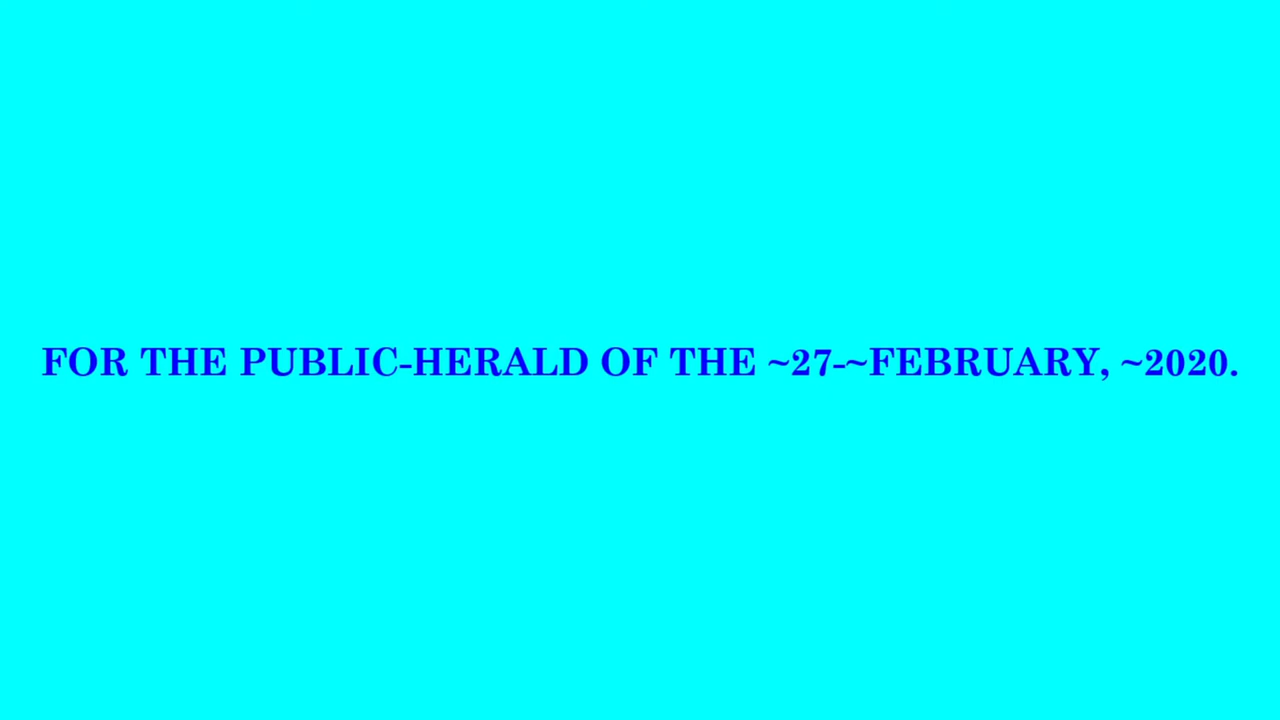 FOR THE PUBLIC-HERALD OF THE ~27-~FEBRUARY, ~2020.